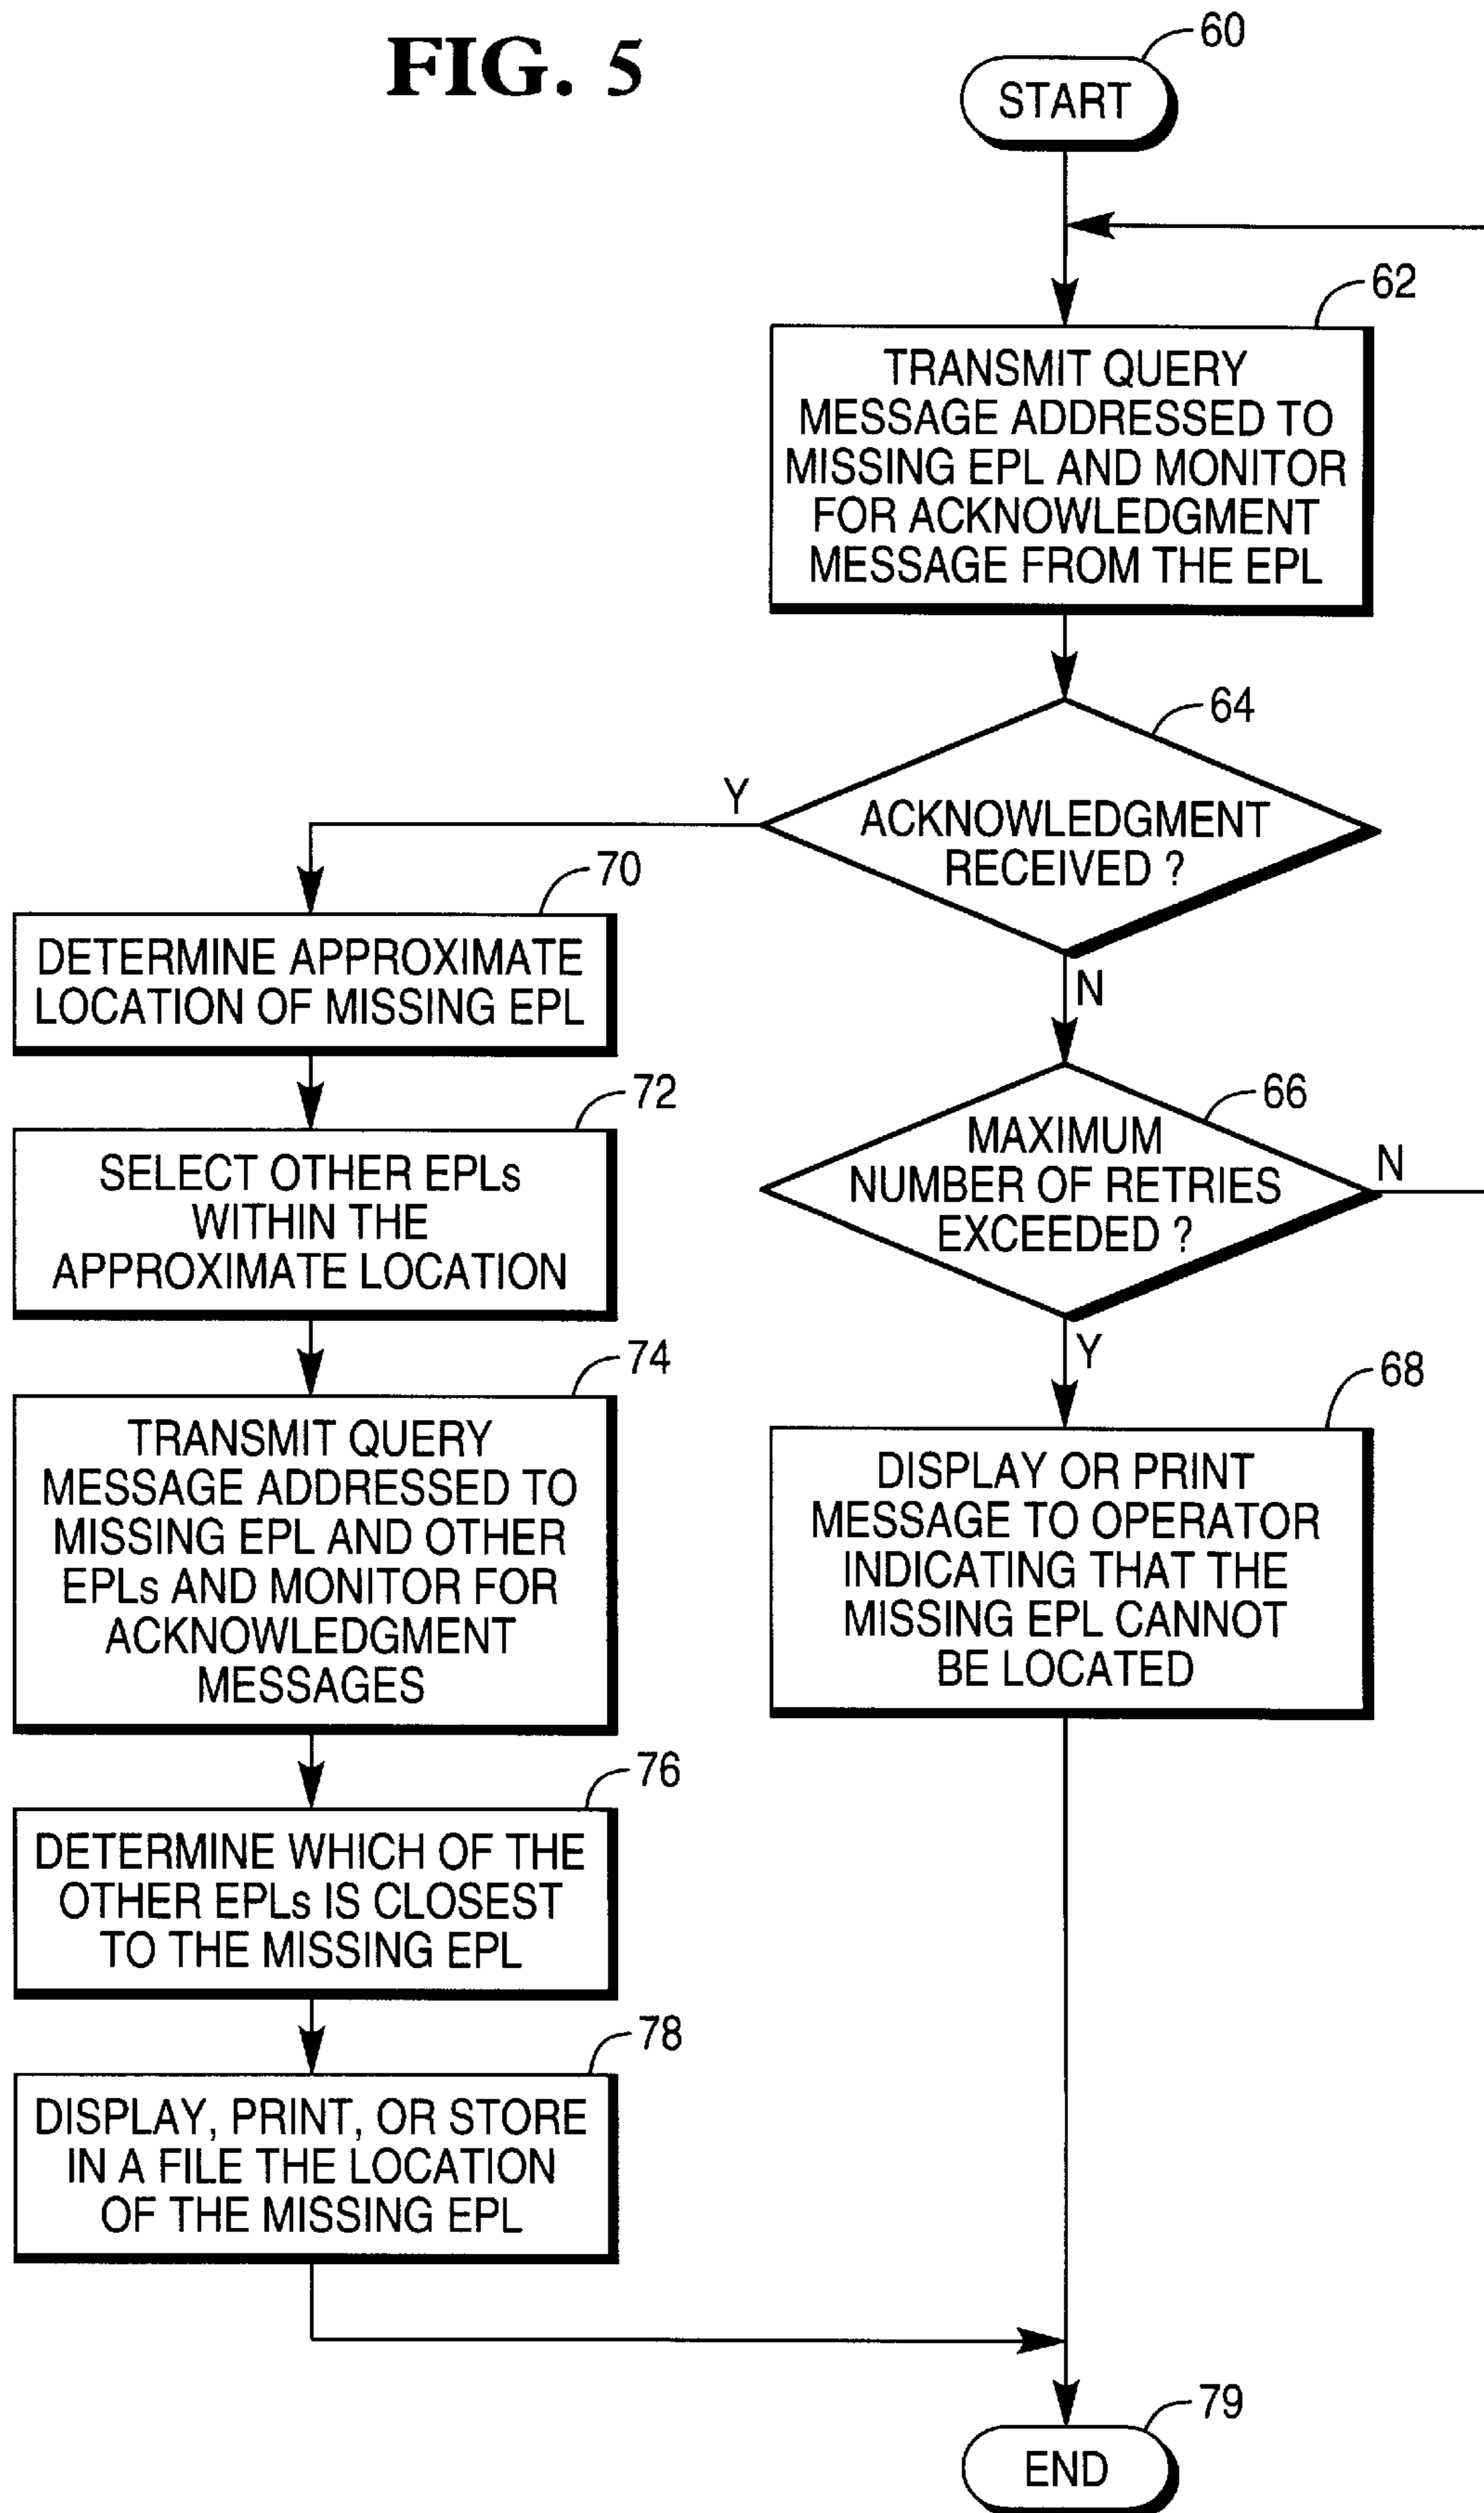 FIG. 5
60
START
62
TRANSMIT QUERY
MESSAGE ADDRESSED TO
MISSING EPL AND MONITOR
FOR ACKNOWLEDGMENT
MESSAGE FROM THE EPL
64
Y
ACKNOWLEDGMENT
RECEIVED ?
N
66
MAXIMUM
NUMBER OF RETRIES
EXCEEDED ?
N
Y
68
DISPLAY OR PRINT
MESSAGE TO OPERATOR
INDICATING THAT THE
MISSING EPL CANNOT
BE LOCATED
70
DETERMINE APPROXIMATE
LOCATION OF MISSING EPL
72
SELECT OTHER EPLs
WITHIN THE
APPROXIMATE LOCATION
74
TRANSMIT QUERY
MESSAGE ADDRESSED TO
MISSING EPL AND OTHER
EPLs AND MONITOR FOR
ACKNOWLEDGMENT
MESSAGES
76
DETERMINE WHICH OF THE
OTHER EPLs IS CLOSEST
TO THE MISSING EPL
78
DISPLAY, PRINT, OR STORE
IN A FILE THE LOCATION
OF THE MISSING EPL
79
END